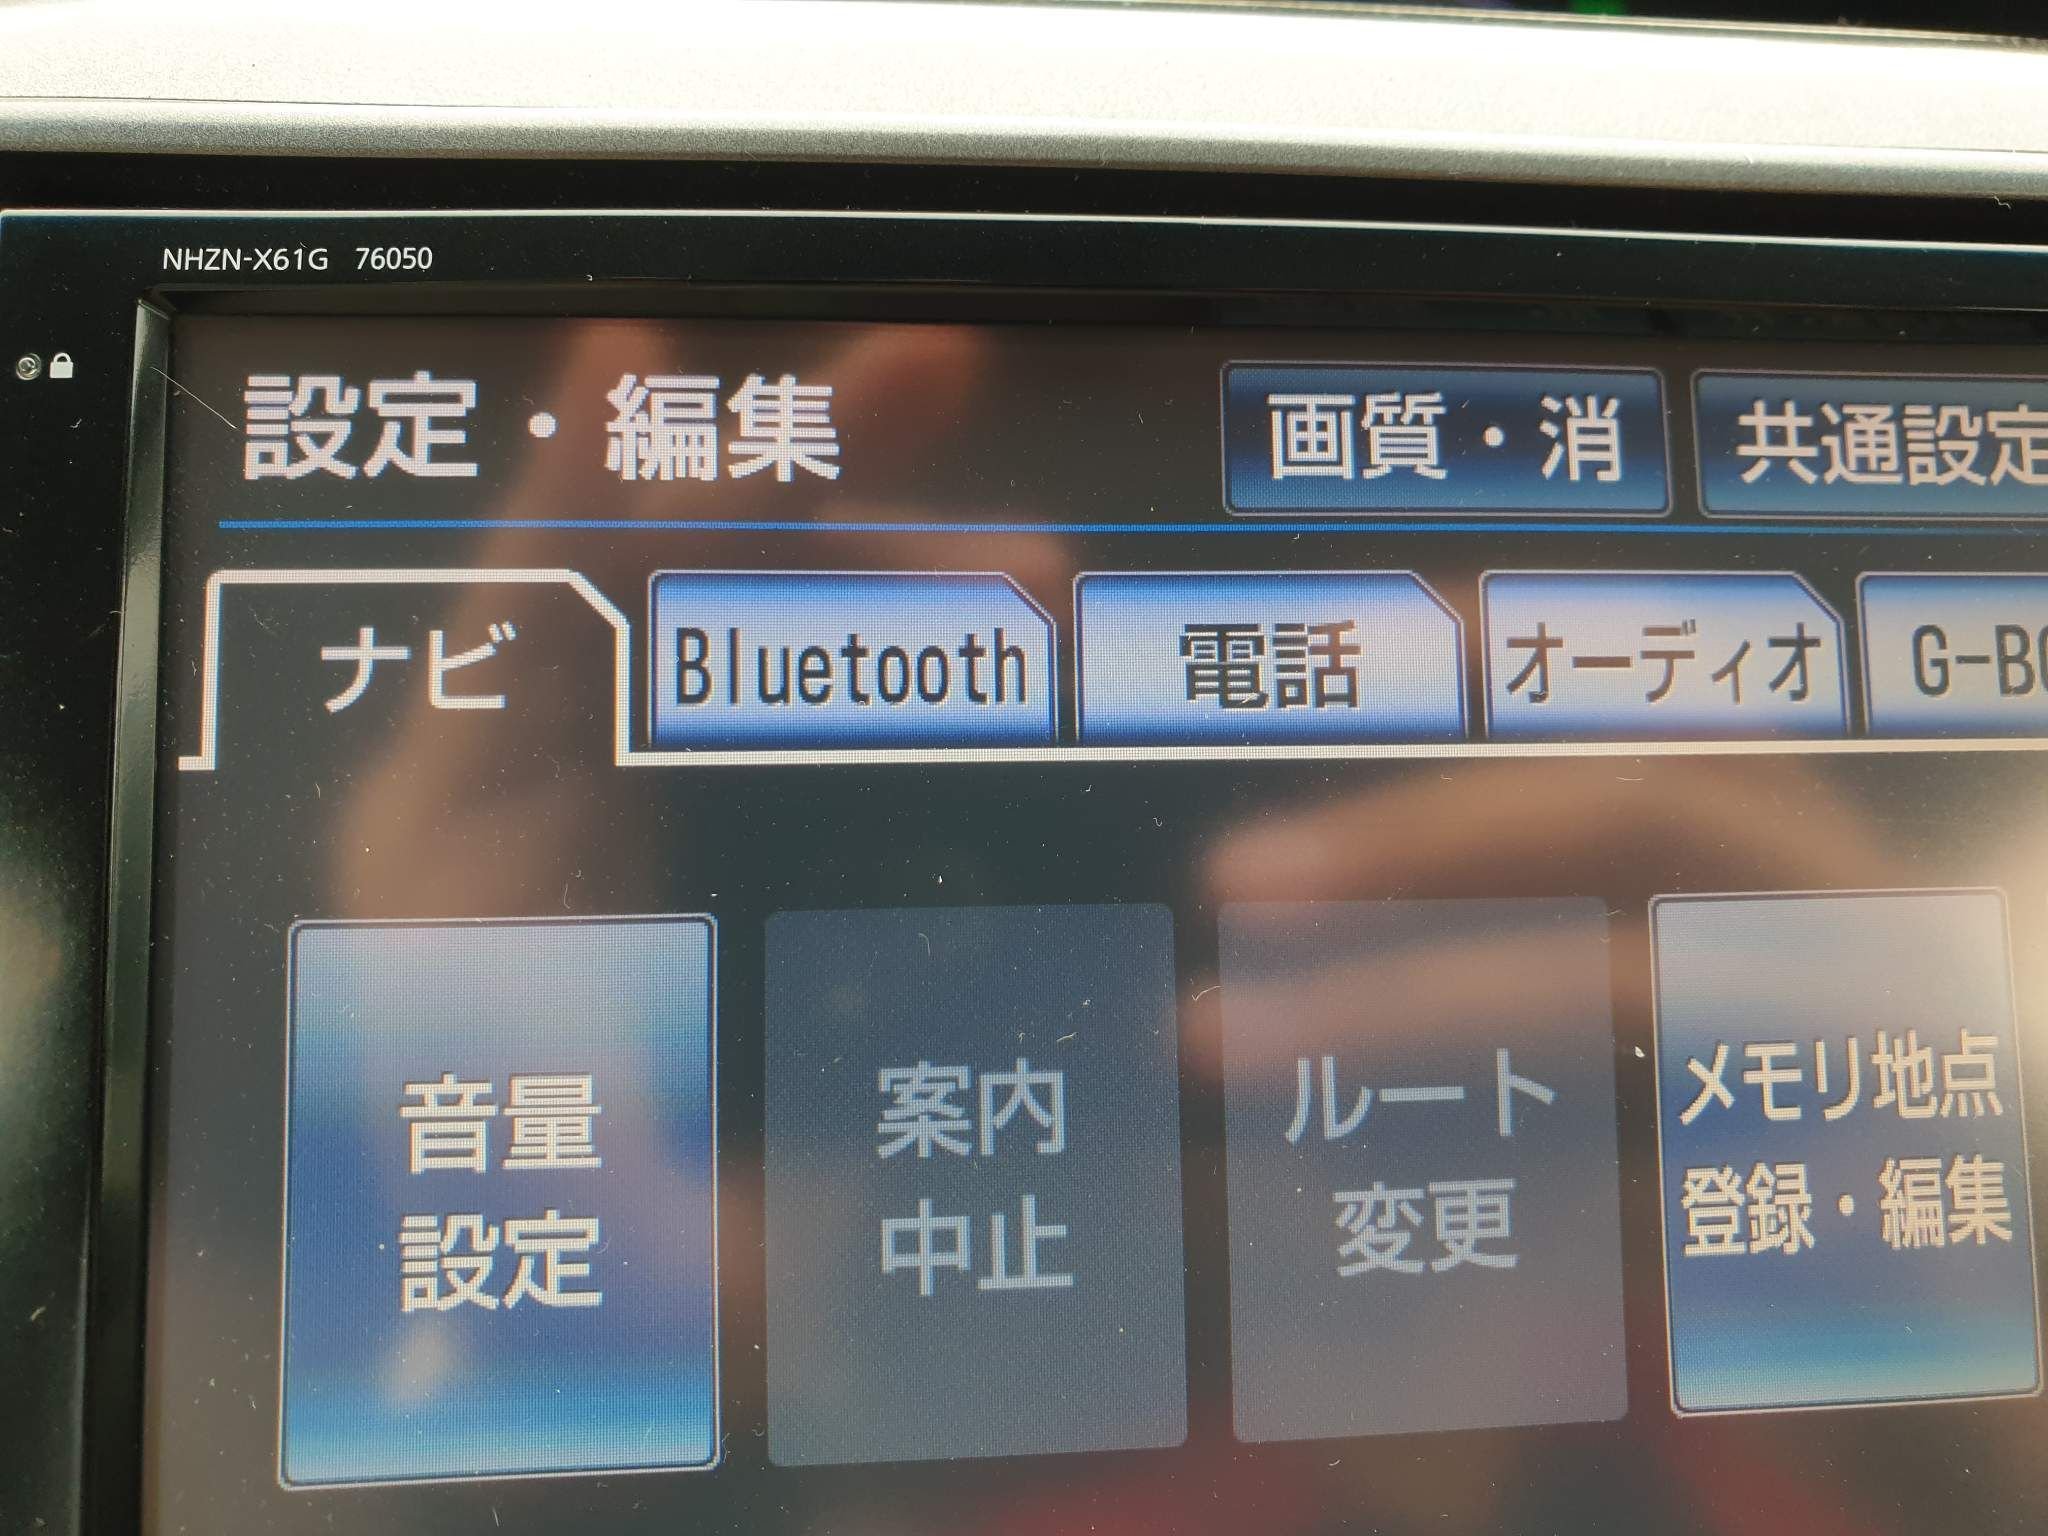 NHZN-X61G 76050
設定・編集
画質・消
共通設定
ナビ
Bluetooth
電話
オーディオ
G-BO
音量
設定
案内
中止
ルート
変更
メモリ地点
登録・編集